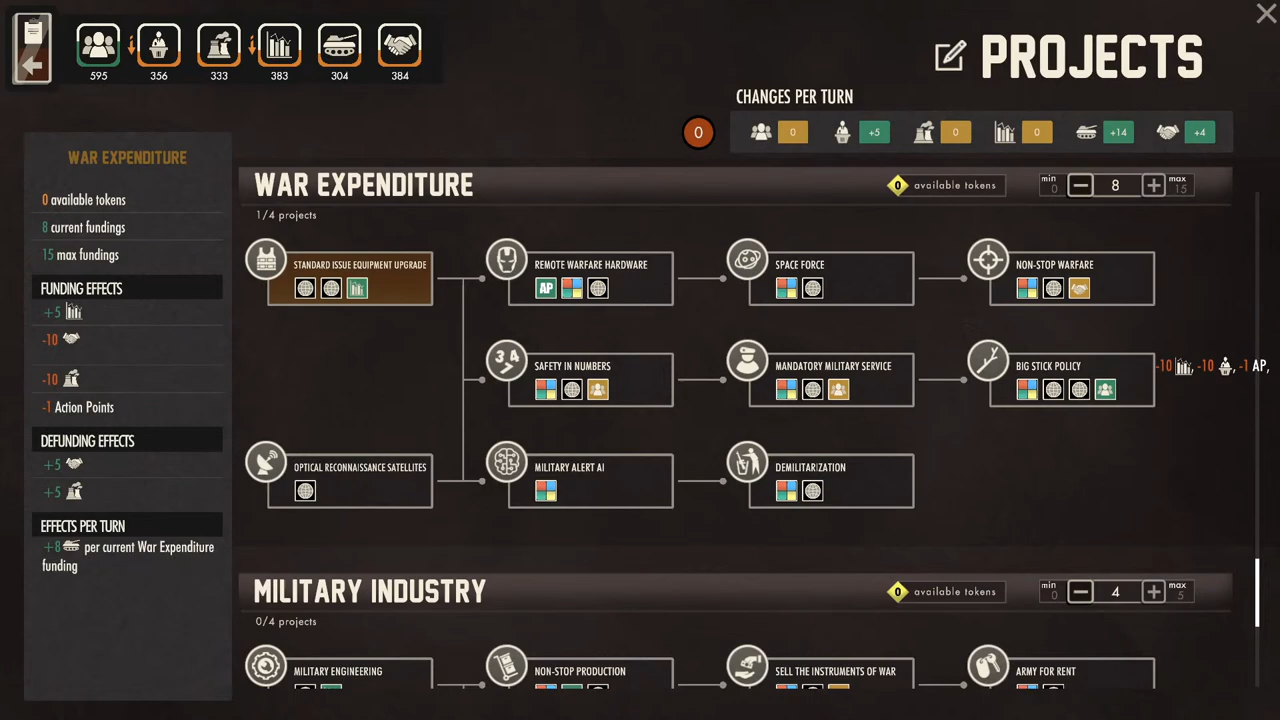 PROJECTS
595 356 333 383 304 384
CHANGES PER TURN
0 0 +5 0 0 +14 +4
WAR EXPENDITURE
0 available tokens
8 current fundings
15 max fundings
FUNDING EFFECTS
+5
-10
-10
-1 Action Points
DEFUNDING EFFECTS
+5
+5
EFFECTS PER TURN
+8 per current War Expenditure
funding
WAR EXPENDITURE
0 available tokens
min 0 8 max 15
1/4 projects
STANDARD ISSUE EQUIPMENT UPGRADE
REMOTE WARFARE HARDWARE
AP
SPACE FORCE
NON-STOP WARFARE
3,4
SAFETY IN NUMBERS
MANDATORY MILITARY SERVICE
BIG STICK POLICY
-10 , -10 , -1 AP,
OPTICAL RECONNAISSANCE SATELLITES
MILITARY ALERT AI
DEMILITARIZATION
MILITARY INDUSTRY
0 available tokens
min 0 4 max 5
0/4 projects
MILITARY ENGINEERING
NON-STOP PRODUCTION
SELL THE INSTRUMENTS OF WAR
ARMY FOR RENT